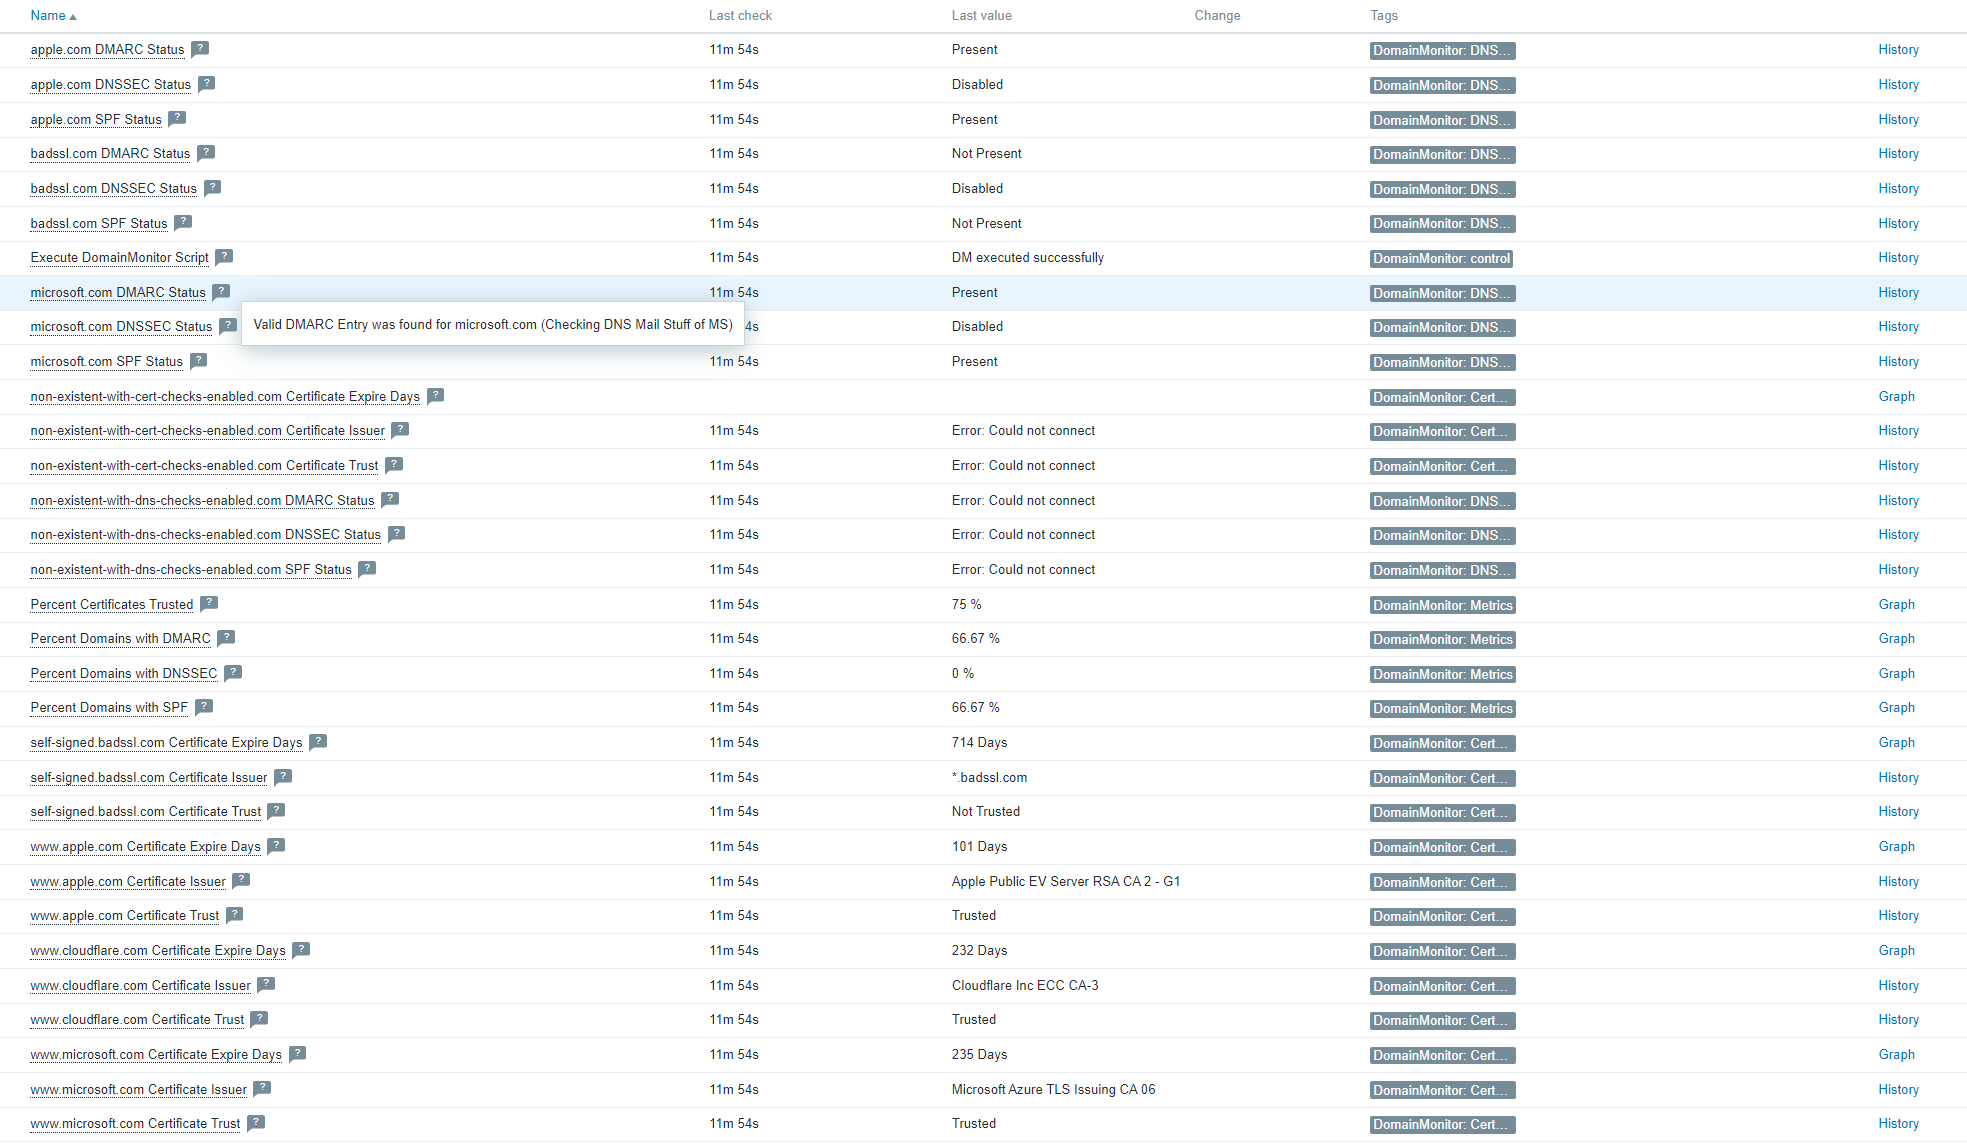 Name Last check Last value Change Tags
apple.com DMARC Status ? 11m 54s Present DomainMonitor: DNS... History
apple.com DNSSEC Status ? 11m 54s Disabled DomainMonitor: DNS... History
apple.com SPF Status ? 11m 54s Present DomainMonitor: DNS... History
badssl.com DMARC Status ? 11m 54s Not Present DomainMonitor: DNS... History
badssl.com DNSSEC Status ? 11m 54s Disabled DomainMonitor: DNS... History
badssl.com SPF Status ? 11m 54s Not Present DomainMonitor: DNS... History
Execute DomainMonitor Script ? 11m 54s DM executed successfully DomainMonitor: control History
microsoft.com DMARC Status ? 11m 54s Present DomainMonitor: DNS... History
Valid DMARC Entry was found for microsoft.com (Checking DNS Mail Stuff of MS)
microsoft.com DNSSEC Status ? 4s Disabled DomainMonitor: DNS... History
microsoft.com SPF Status ? 11m 54s Present DomainMonitor: DNS... History
non-existent-with-cert-checks-enabled.com Certificate Expire Days ? DomainMonitor: Cert... Graph
non-existent-with-cert-checks-enabled.com Certificate Issuer ? 11m 54s Error: Could not connect DomainMonitor: Cert... History
non-existent-with-cert-checks-enabled.com Certificate Trust ? 11m 54s Error: Could not connect DomainMonitor: Cert... History
non-existent-with-dns-checks-enabled.com DMARC Status ? 11m 54s Error: Could not connect DomainMonitor: DNS... History
non-existent-with-dns-checks-enabled.com DNSSEC Status ? 11m 54s Error: Could not connect DomainMonitor: DNS... History
non-existent-with-dns-checks-enabled.com SPF Status ? 11m 54s Error: Could not connect DomainMonitor: DNS... History
Percent Certificates Trusted ? 11m 54s 75 % DomainMonitor: Metrics Graph
Percent Domains with DMARC ? 11m 54s 66.67 % DomainMonitor: Metrics Graph
Percent Domains with DNSSEC ? 11m 54s 0 % DomainMonitor: Metrics Graph
Percent Domains with SPF ? 11m 54s 66.67 % DomainMonitor: Metrics Graph
self-signed.badssl.com Certificate Expire Days ? 11m 54s 714 Days DomainMonitor: Cert... Graph
self-signed.badssl.com Certificate Issuer ? 11m 54s *.badssl.com DomainMonitor: Cert... History
self-signed.badssl.com Certificate Trust ? 11m 54s Not Trusted DomainMonitor: Cert... History
www.apple.com Certificate Expire Days ? 11m 54s 101 Days DomainMonitor: Cert... Graph
www.apple.com Certificate Issuer ? 11m 54s Apple Public EV Server RSA CA 2 - G1 DomainMonitor: Cert... History
www.apple.com Certificate Trust ? 11m 54s Trusted DomainMonitor: Cert... History
www.cloudflare.com Certificate Expire Days ? 11m 54s 232 Days DomainMonitor: Cert... Graph
www.cloudflare.com Certificate Issuer ? 11m 54s Cloudflare Inc ECC CA-3 DomainMonitor: Cert... History
www.cloudflare.com Certificate Trust ? 11m 54s Trusted DomainMonitor: Cert... History
www.microsoft.com Certificate Expire Days ? 11m 54s 235 Days DomainMonitor: Cert... Graph
www.microsoft.com Certificate Issuer ? 11m 54s Microsoft Azure TLS Issuing CA 06 DomainMonitor: Cert... History
www.microsoft.com Certificate Trust ? 11m 54s Trusted DomainMonitor: Cert... History